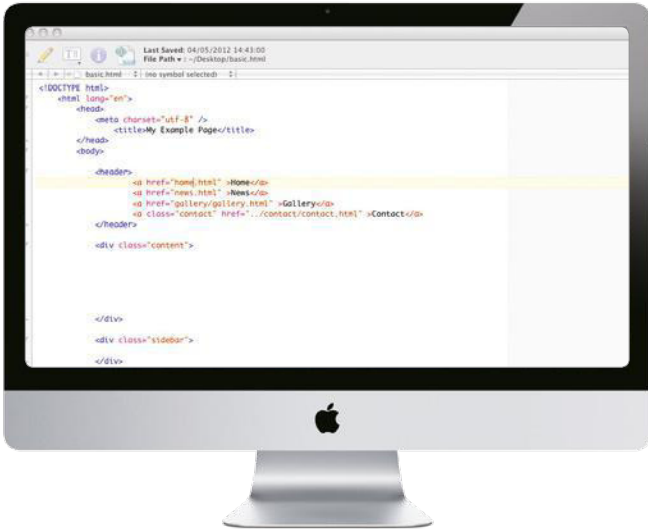 Last Saved: 04/05/2012 14:43:00
File Path ▾ : ~/Desktop/basic.html
basic.html (no symbol selected)
<!DOCTYPE html>
<html lang="en">
<head>
<meta charset="utf-8" />
<title>My Example Page</title>
</head>
<body>
<header>
<a href="home.html" >Home</a>
<a href="news.html" >News</a>
<a href="gallery/gallery.html" >Gallery</a>
<a class="contact" href="../contact/contact.html" >Contact</a>
</header>
<div class="content">
</div>
<div class="sidebar">
</div>